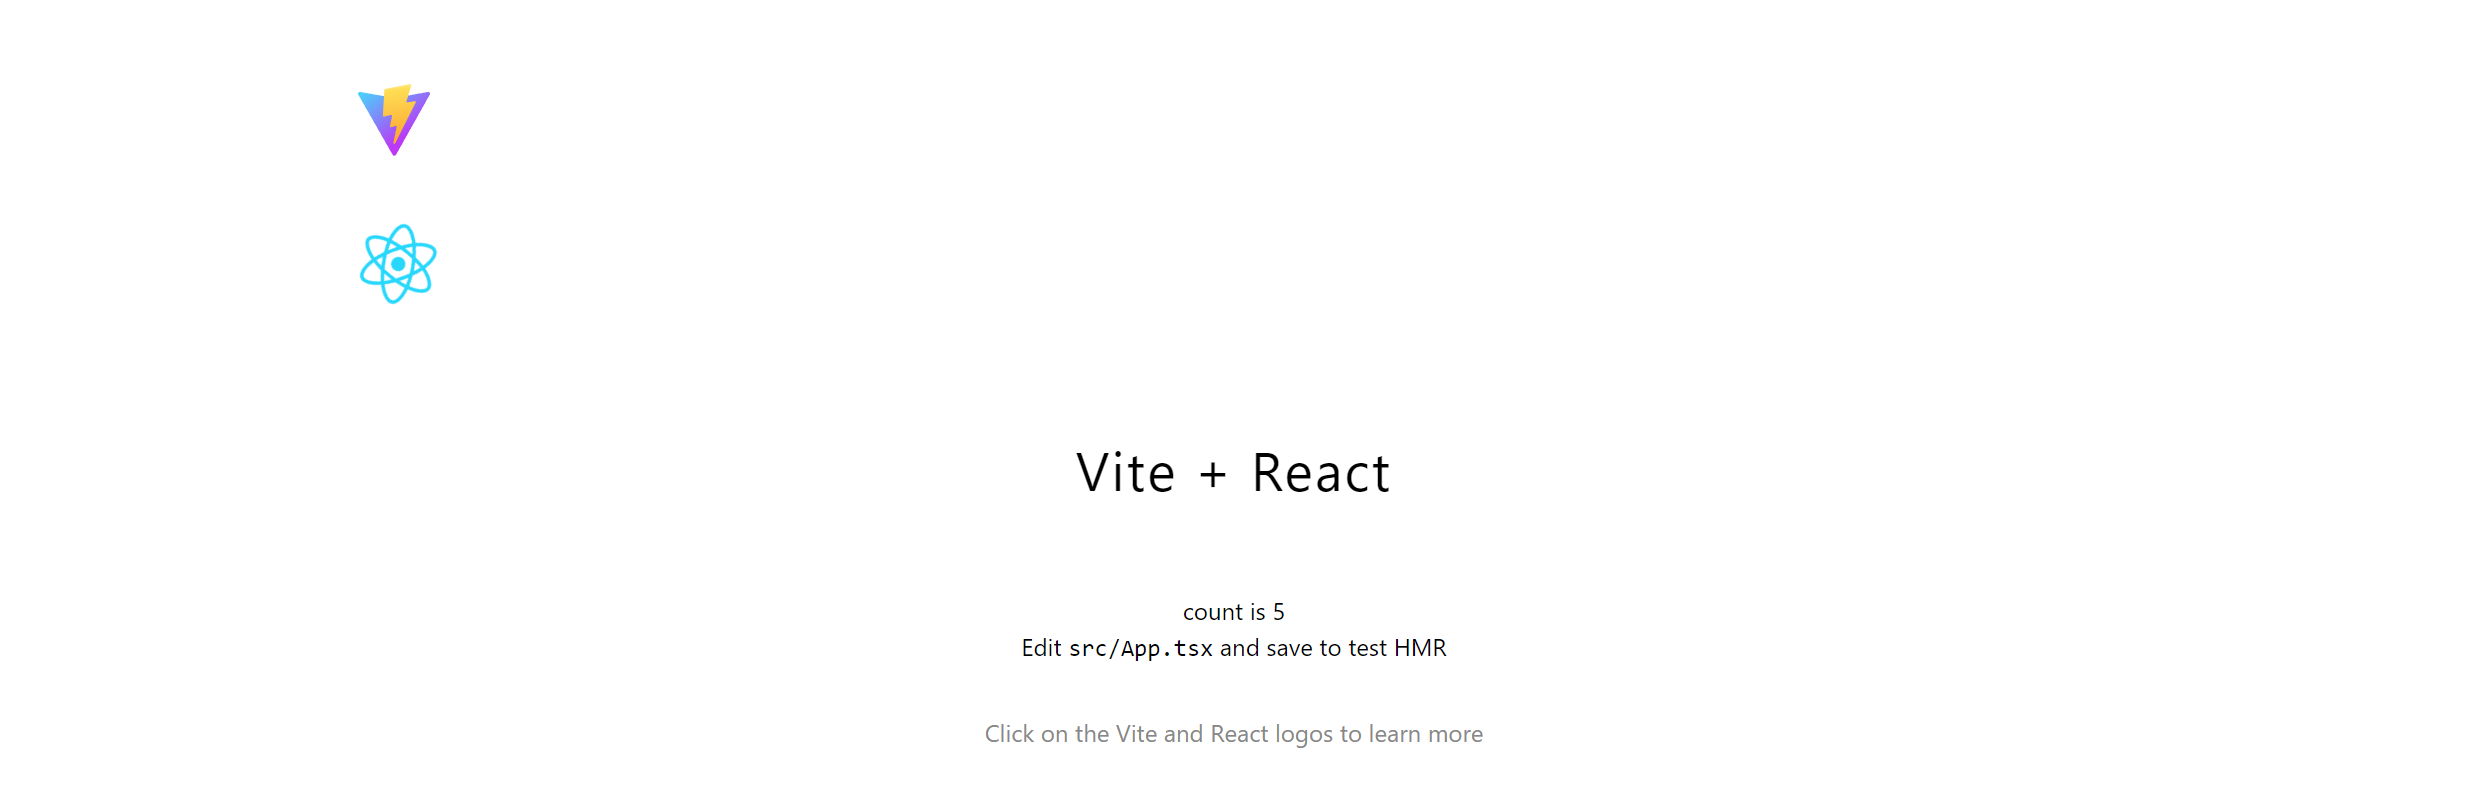 Vite + React
count is 5
Edit src/App.tsx and save to test HMR
Click on the Vite and React logos to learn more